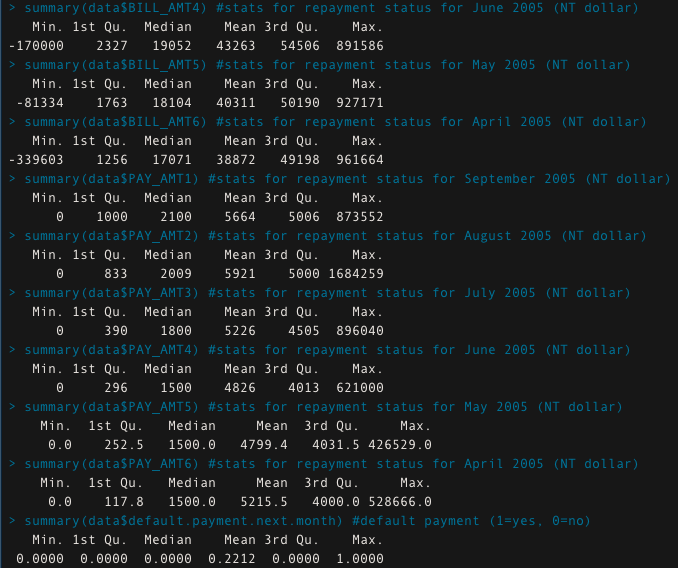 > summary(data$BILL_AMT4) #stats for repayment status for June 2005 (NT dollar)
Min. 1st Qu. Median Mean 3rd Qu. Max.
-170000 2327 19052 43263 54506 891586
> summary(data$BILL_AMT5) #stats for repayment status for May 2005 (NT dollar)
Min. 1st Qu. Median Mean 3rd Qu. Max.
-81334 1763 18104 40311 50190 927171
> summary(data$BILL_AMT6) #stats for repayment status for April 2005 (NT dollar)
Min. 1st Qu. Median Mean 3rd Qu. Max.
-339603 1256 17071 38872 49198 961664
> summary(data$PAY_AMT1) #stats for repayment status for September 2005 (NT dollar)
Min. 1st Qu. Median Mean 3rd Qu. Max.
0 1000 2100 5664 5006 873552
> summary(data$PAY_AMT2) #stats for repayment status for August 2005 (NT dollar)
Min. 1st Qu. Median Mean 3rd Qu. Max.
0 833 2009 5921 5000 1684259
> summary(data$PAY_AMT3) #stats for repayment status for July 2005 (NT dollar)
Min. 1st Qu. Median Mean 3rd Qu. Max.
0 390 1800 5226 4505 896040
> summary(data$PAY_AMT4) #stats for repayment status for June 2005 (NT dollar)
Min. 1st Qu. Median Mean 3rd Qu. Max.
0 296 1500 4826 4013 621000
> summary(data$PAY_AMT5) #stats for repayment status for May 2005 (NT dollar)
Min. 1st Qu. Median Mean 3rd Qu. Max.
0.0 252.5 1500.0 4799.4 4031.5 426529.0
> summary(data$PAY_AMT6) #stats for repayment status for April 2005 (NT dollar)
Min. 1st Qu. Median Mean 3rd Qu. Max.
0.0 117.8 1500.0 5215.5 4000.0 528666.0
> summary(data$default.payment.next.month) #default payment (1=yes, 0=no)
Min. 1st Qu. Median Mean 3rd Qu. Max.
0.0000 0.0000 0.0000 0.2212 0.0000 1.0000